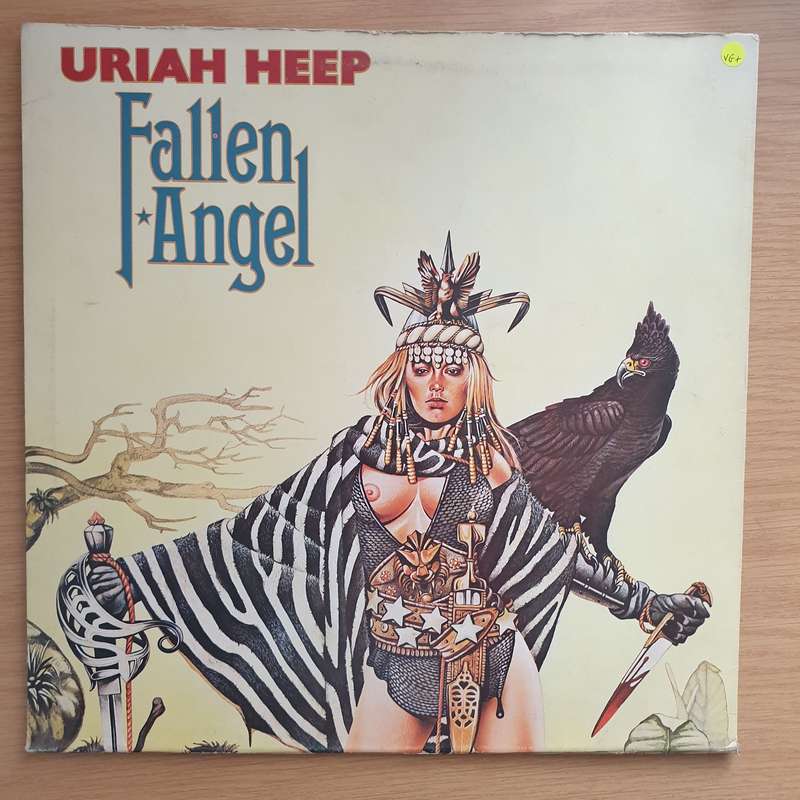 URIAH HEEP
Fallen
Angel
VG+